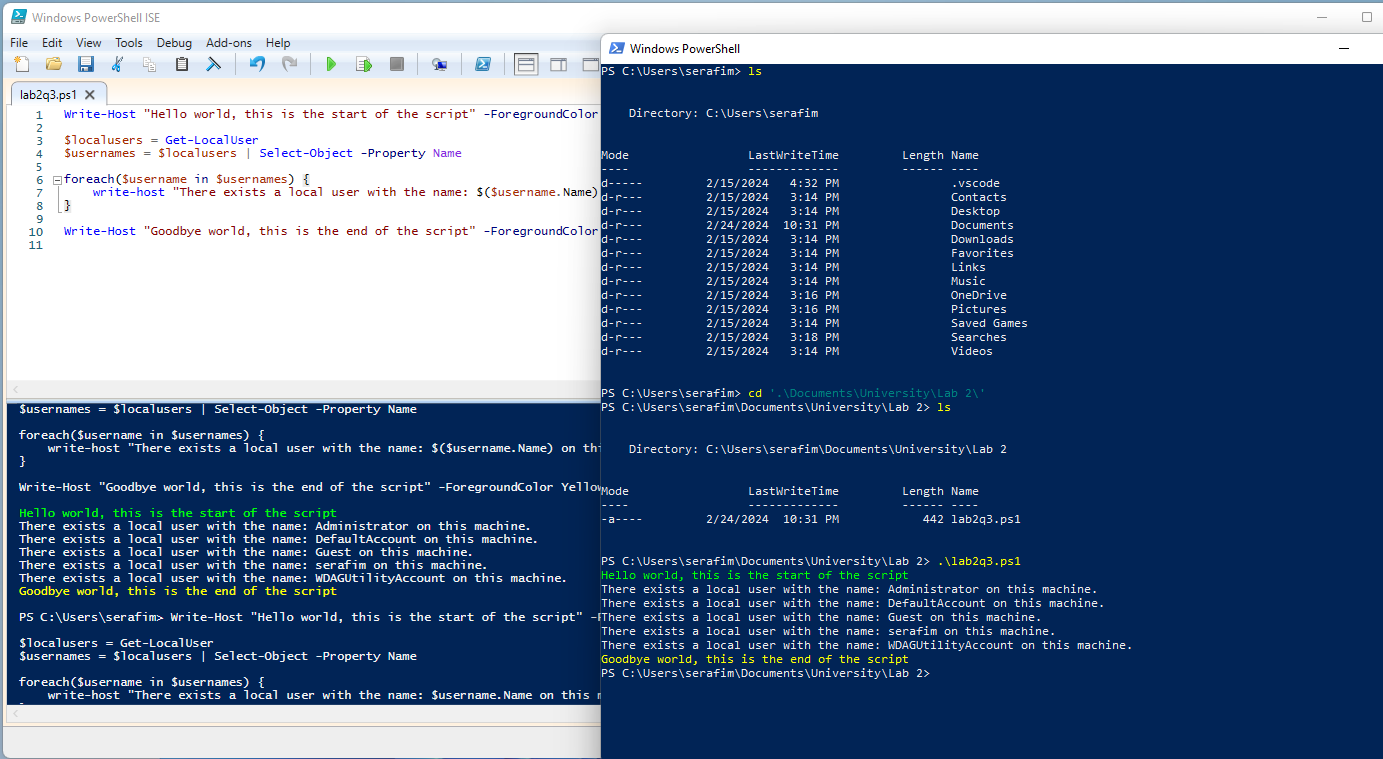 Windows PowerShell ISE
File Edit View Tools Debug Add-ons Help
lab2q3.ps1
1 Write-Host "Hello world, this is the start of the script" -ForegroundColor
2
3 $localusers = Get-LocalUser
4 $usernames = $localusers | Select-Object -Property Name
5
6 foreach($username in $usernames) {
7 write-host "There exists a local user with the name: $($username.Name)
8 }
9
10 Write-Host "Goodbye world, this is the end of the script" -ForegroundColor
11
$usernames = $localusers | Select-Object -Property Name
foreach($username in $usernames) {
write-host "There exists a local user with the name: $($username.Name) on thi
}
Write-Host "Goodbye world, this is the end of the script" -ForegroundColor Yellow
Hello world, this is the start of the script
There exists a local user with the name: Administrator on this machine.
There exists a local user with the name: DefaultAccount on this machine.
There exists a local user with the name: Guest on this machine.
There exists a local user with the name: serafim on this machine.
There exists a local user with the name: WDAGUtilityAccount on this machine.
Goodbye world, this is the end of the script
PS C:\Users\serafim> Write-Host "Hello world, this is the start of the script" -F
$localusers = Get-LocalUser
$usernames = $localusers | Select-Object -Property Name
foreach($username in $usernames) {
write-host "There exists a local user with the name: $username.Name on this m
Windows PowerShell
PS C:\Users\serafim> ls
Directory: C:\Users\serafim
Mode LastWriteTime Length Name
---- ------------- ------ ----
d----- 2/15/2024 4:32 PM .vscode
d-r--- 2/15/2024 3:14 PM Contacts
d-r--- 2/15/2024 3:14 PM Desktop
d-r--- 2/24/2024 10:31 PM Documents
d-r--- 2/15/2024 3:14 PM Downloads
d-r--- 2/15/2024 3:14 PM Favorites
d-r--- 2/15/2024 3:14 PM Links
d-r--- 2/15/2024 3:14 PM Music
d-r--- 2/15/2024 3:16 PM OneDrive
d-r--- 2/15/2024 3:16 PM Pictures
d-r--- 2/15/2024 3:14 PM Saved Games
d-r--- 2/15/2024 3:18 PM Searches
d-r--- 2/15/2024 3:14 PM Videos
PS C:\Users\serafim> cd '.\Documents\University\Lab 2\'
PS C:\Users\serafim\Documents\University\Lab 2> ls
Directory: C:\Users\serafim\Documents\University\Lab 2
Mode LastWriteTime Length Name
---- ------------- ------ ----
-a---- 2/24/2024 10:31 PM 442 lab2q3.ps1
PS C:\Users\serafim\Documents\University\Lab 2> .\lab2q3.ps1
Hello world, this is the start of the script
There exists a local user with the name: Administrator on this machine.
There exists a local user with the name: DefaultAccount on this machine.
There exists a local user with the name: Guest on this machine.
There exists a local user with the name: serafim on this machine.
There exists a local user with the name: WDAGUtilityAccount on this machine.
Goodbye world, this is the end of the script
PS C:\Users\serafim\Documents\University\Lab 2>